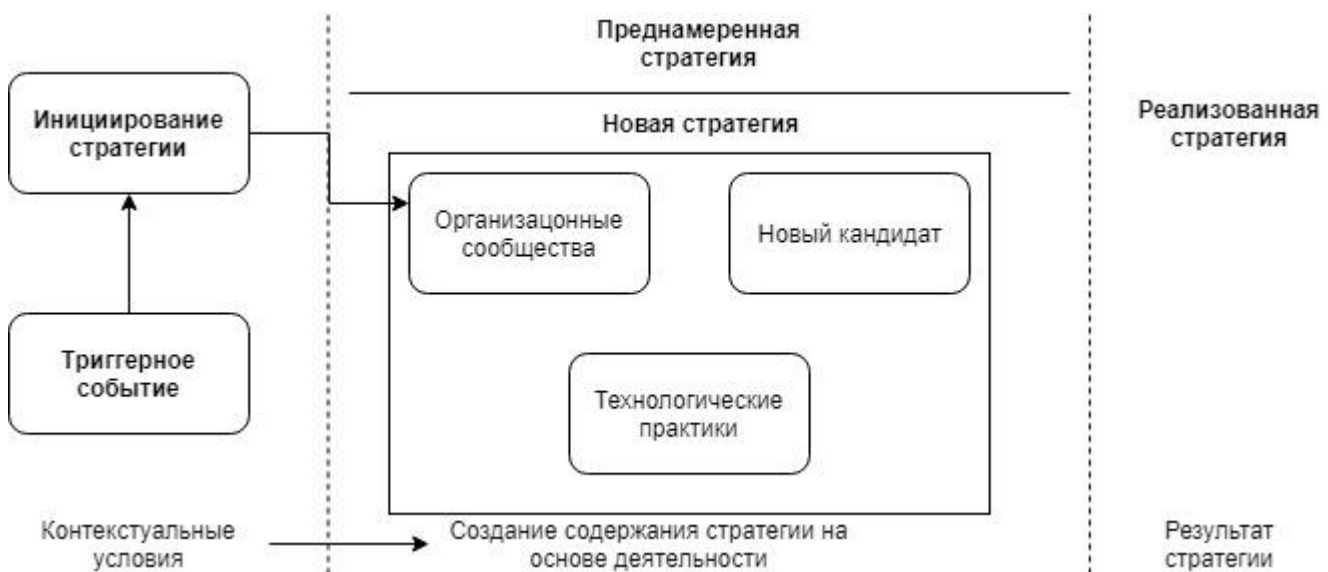 Преднамеренная
стратегия
Инициирование
стратегии
Новая стратегия
Реализованная
стратегия
Организацонные
сообщества
Новый кандидат
Триггерное
событие
Технологические
практики
Контекстуальные
условия
Создание содержания стратегии на
основе деятельности
Результат
стратегии